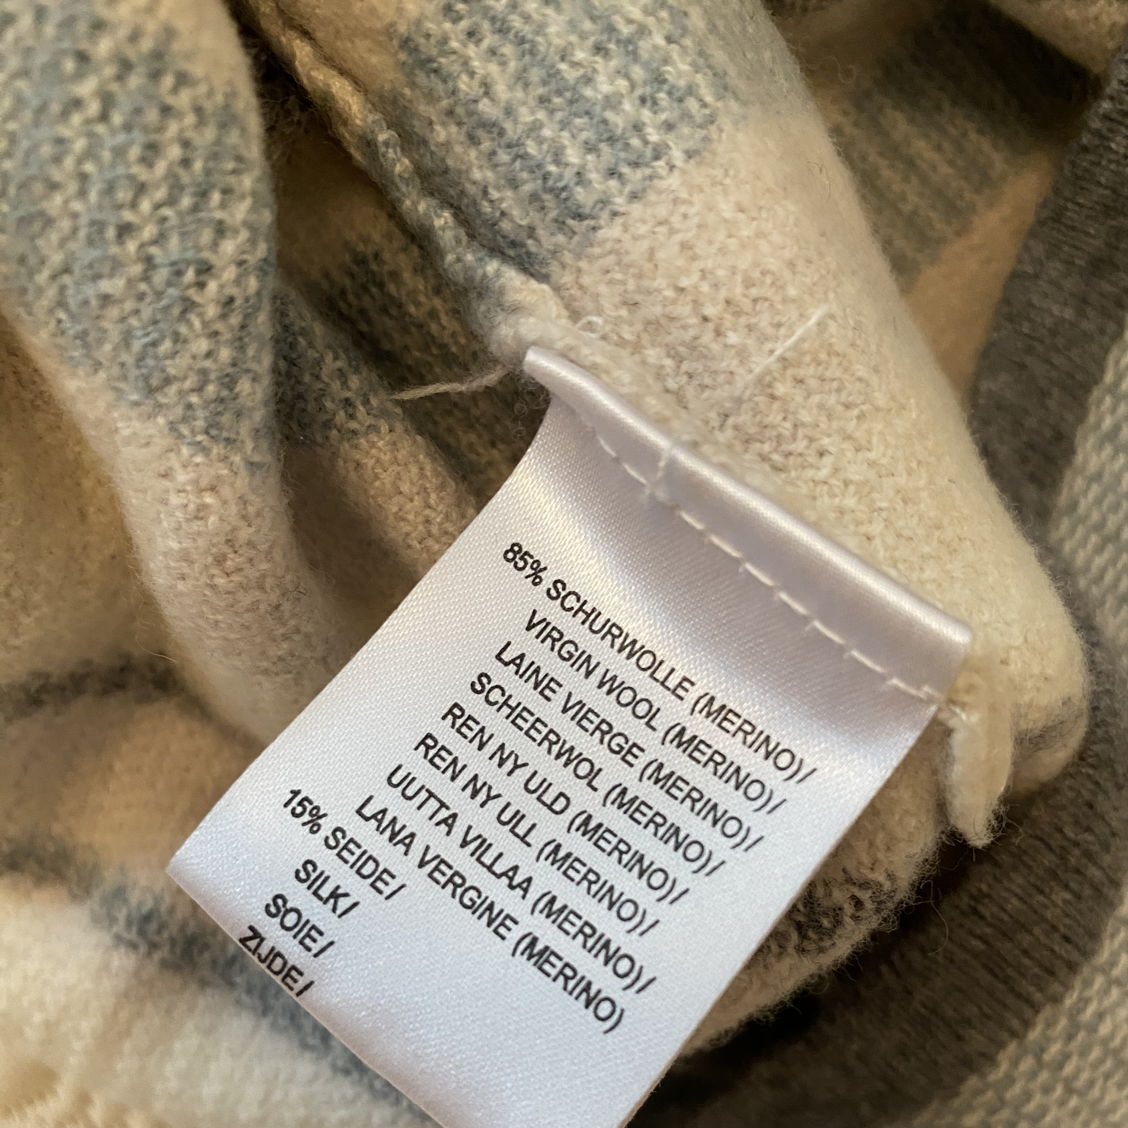 85% SCHURWOLLE (MERINO)/
VIRGIN WOOL (MERINO)/
LAINE VIERGE (MERINO)/
SCHEERWOL (MERINO)/
REN NY ULD (MERINO)/
REN NY ULL (MERINO)/
UUTTA VILLAA (MERINO)/
LANA VERGINE (MERINO)
15% SEIDE/
SILK/
SOIE/
ZIJDE/